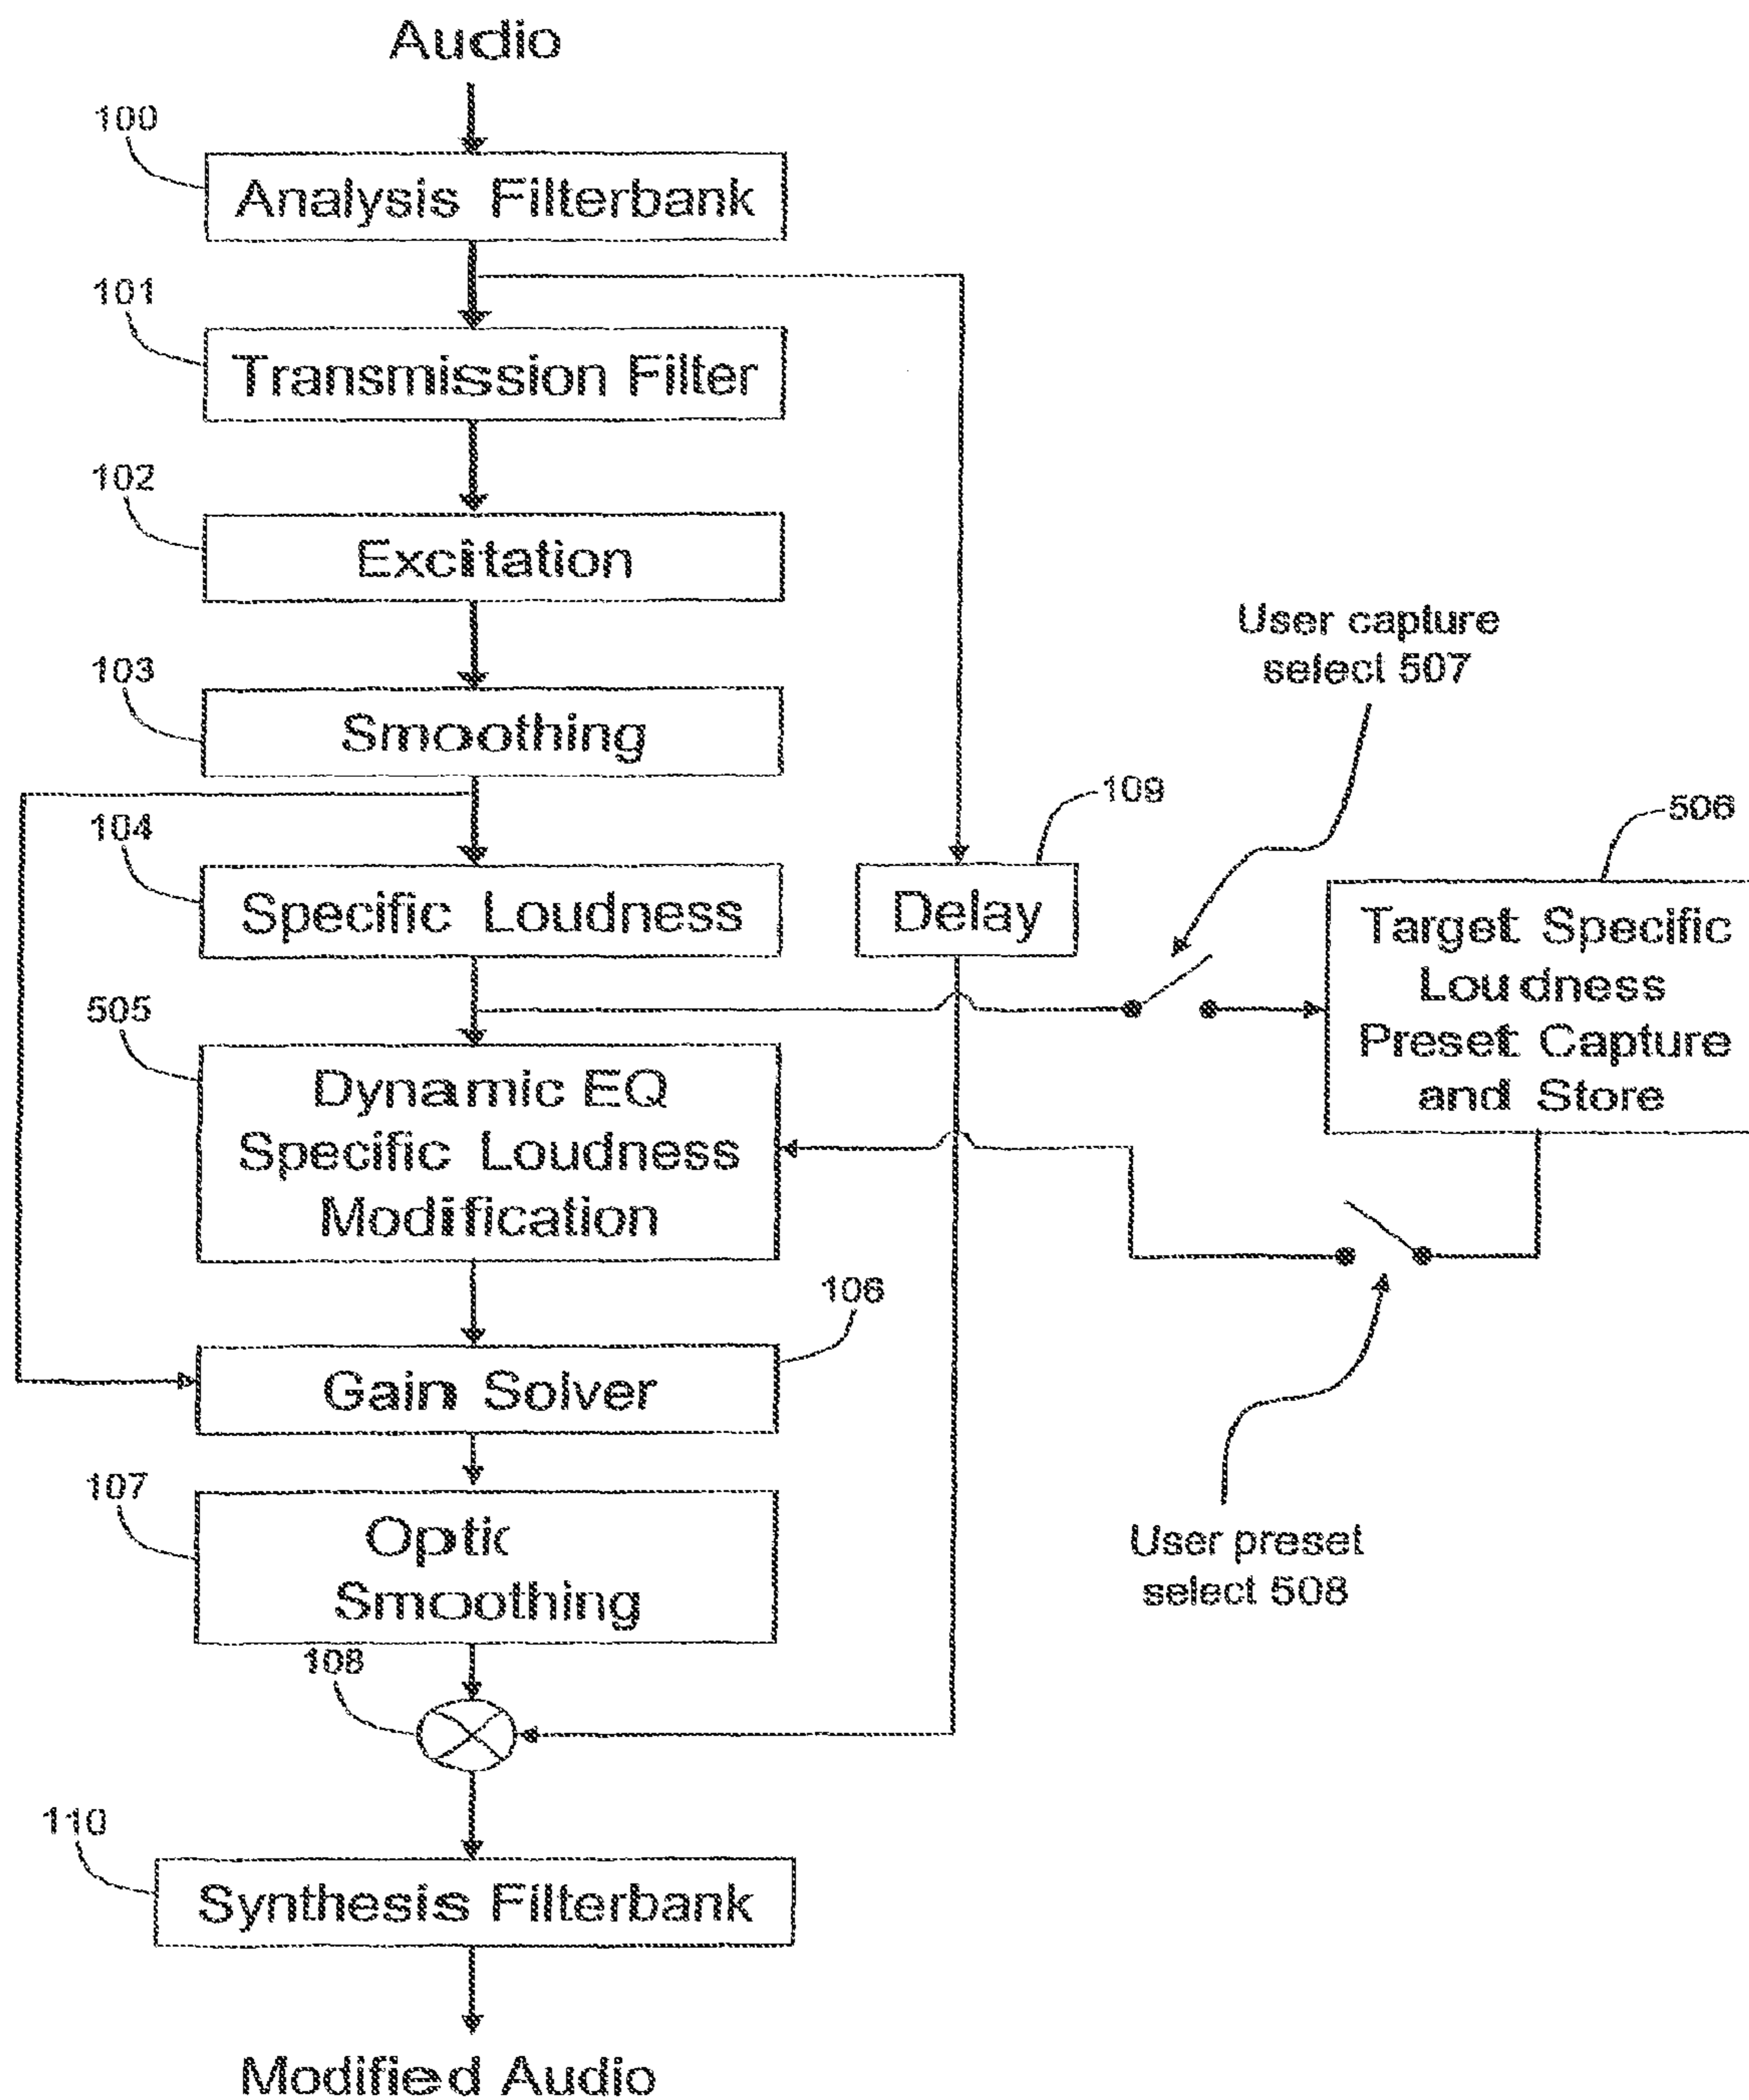 Audio
100
Analysis Filterbank
101
Transmission Filter
102
Excitation
103
Smoothing
104
Specific Loudness
109
Delay
User capture
select 507
506
Target Specific
Loudness
Preset Capture
and Store
505
Dynamic EQ
Specific Loudness
Modification
106
Gain Solver
107
Optic
Smoothing
User preset
select 508
108
110
Synthesis Filterbank
Modified Audio